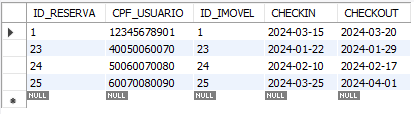 ID_RESERVA CPF_USUARIO ID_IMOVEL CHECKIN CHECKOUT
1 12345678901 1 2024-03-15 2024-03-20
23 40050060070 23 2024-01-22 2024-01-29
24 50060070080 24 2024-02-10 2024-02-17
25 60070080090 25 2024-03-25 2024-04-01
NULL NULL NULL NULL NULL